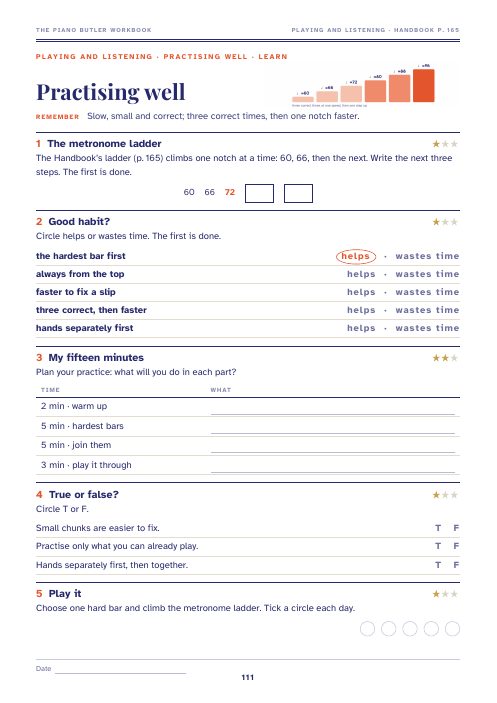 THE PIANO BUTLER WORKBOOK
PLAYING AND LISTENING · HANDBOOK P. 165
PLAYING AND LISTENING · PRACTISING WELL · LEARN
Practising well
♩ =60 ♩ =66 ♩ =72 ♩ =80 ♩ =88 ♩ =96
REMEMBER Slow, small and correct; three correct times, then one notch faster.
1 The metronome ladder
The Handbook's ladder (p. 165) climbs one notch at a time: 60, 66, then the next. Write the next three
steps. The first is done.
60 66 72
2 Good habit?
Circle helps or wastes time. The first is done.
the hardest bar first helps · wastes time
always from the top helps · wastes time
faster to fix a slip helps · wastes time
three correct, then faster helps · wastes time
hands separately first helps · wastes time
3 My fifteen minutes
Plan your practice: what will you do in each part?
TIME WHAT
2 min · warm up
5 min · hardest bars
5 min · join them
3 min · play it through
4 True or false?
Circle T or F.
Small chunks are easier to fix. T F
Practise only what you can already play. T F
Hands separately first, then together. T F
5 Play it
Choose one hard bar and climb the metronome ladder. Tick a circle each day.
Date
111